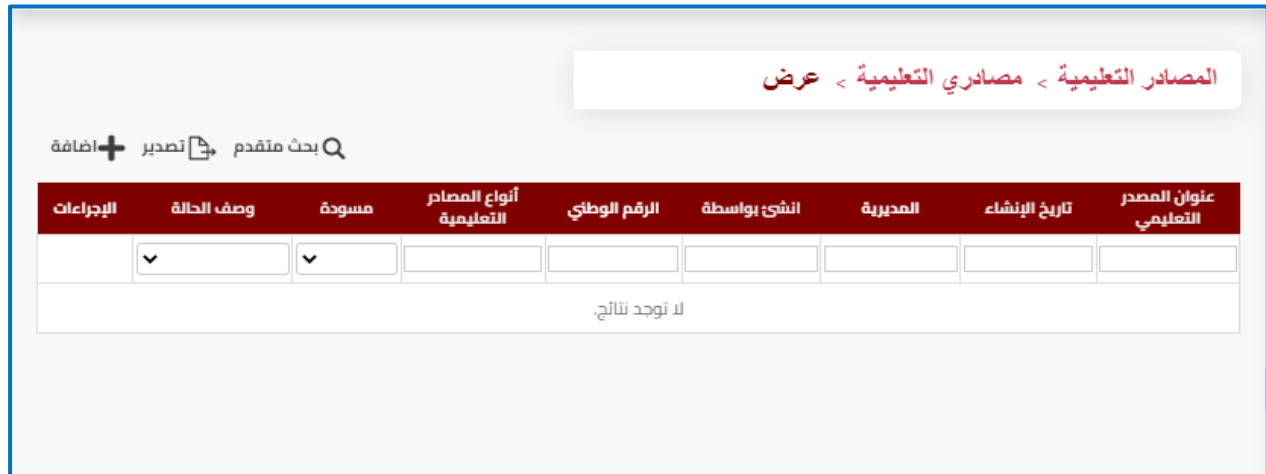 المصادر التعليمية > مصادري التعليمية > عرض
بحث متقدم تصدير اضافة
عنوان المصدر التعليمي تاريخ الإنشاء المديرية انشئ بواسطة الرقم الوطني أنواع المصادر التعليمية مسودة وصف الحالة الإجراءات
لا توجد نتائج.